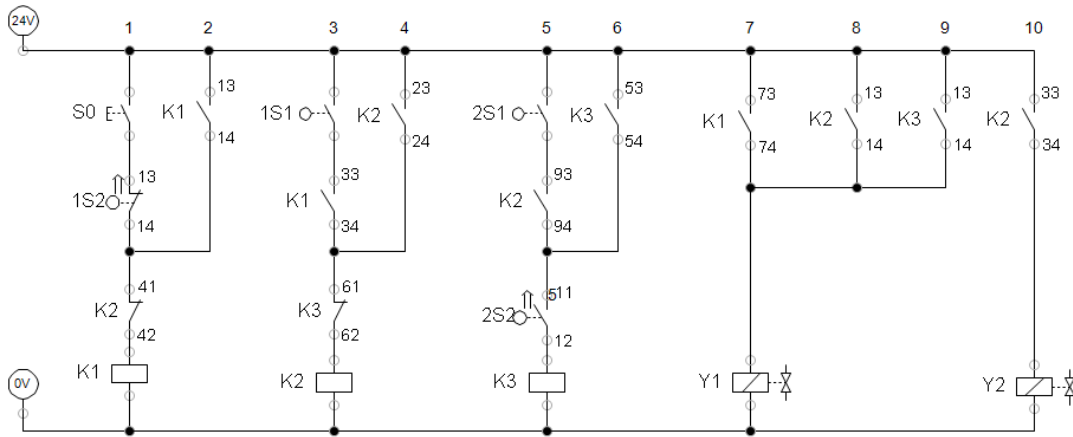 24V
1 2 3 4 5 6 7 8 9 10
13 23 53 73 13 13 33
S0 K1 1S1 K2 2S1 K3 K1 K2 K3 K2
14 24 54 74 14 14 34
13 33 93
1S2 K1 K2
14 34 94
41 61 511
K2 K3 2S2
42 62 12
0V K1 K2 K3 Y1 Y2